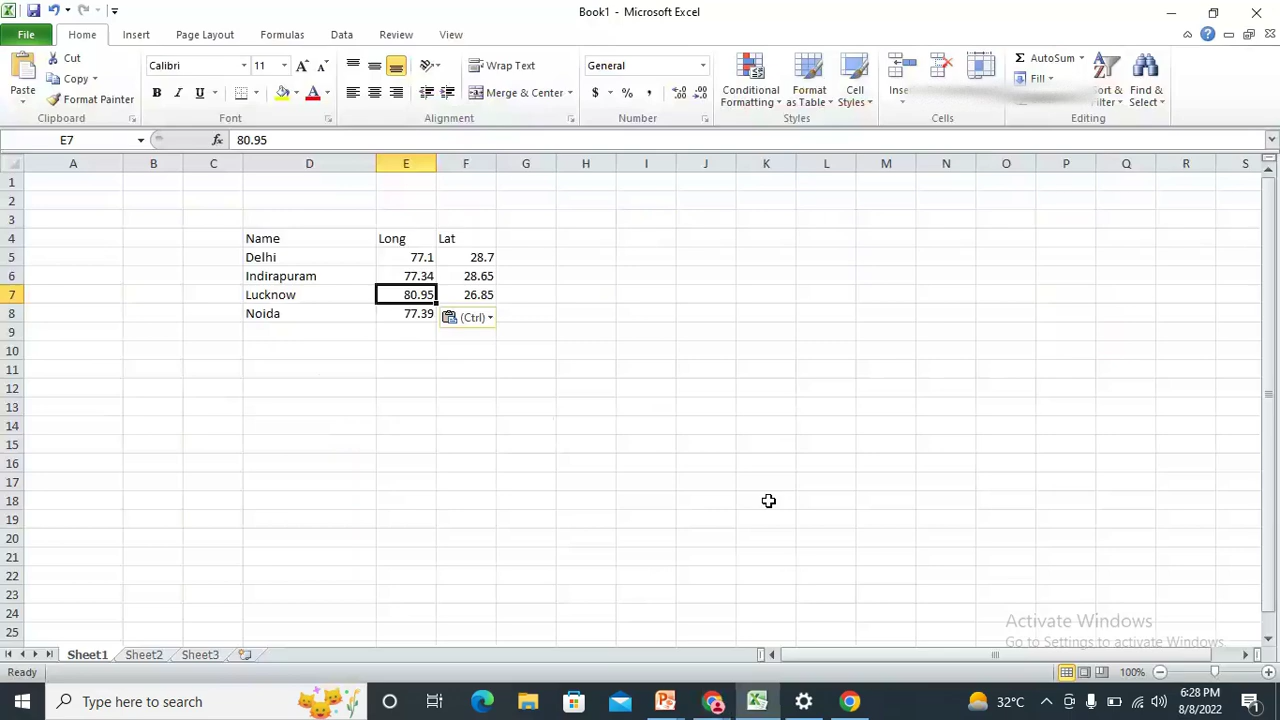 Book1 - Microsoft Excel
File Home Insert Page Layout Formulas Data Review View
Paste
Cut
Copy
Format Painter
Clipboard
Calibri 11
B I U
Font
Wrap Text
Merge & Center
Alignment
General
$ % ,
Number
Conditional Formatting
Format as Table
Cell Styles
Styles
Cells
AutoSum
Fill
Sort & Filter
Find & Select
Editing
E7 fx 80.95
A B C D E F G H I J K L M N O P Q R S
1
2
3
4 Name Long Lat
5 Delhi 77.1 28.7
6 Indirapuram 77.34 28.65
7 Lucknow 80.95 26.85
8 Noida 77.39 (Ctrl)
9
10
11
12
13
14
15
16
17
18
19
20
21
22
23
24
25
Activate Windows
Go to Settings to activate Windows.
Sheet1 Sheet2 Sheet3
Ready 100%
Type here to search
32°C
6:28 PM
8/8/2022